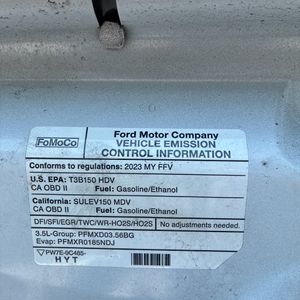 FoMoCo
Ford Motor Company
VEHICLE EMISSION
CONTROL INFORMATION
Conforms to regulations: 2023 MY FFV
U.S. EPA: T3B150 HDV
CA OBD II Fuel: Gasoline/Ethanol
California: SULEV150 MDV
CA OBD II Fuel: Gasoline/Ethanol
DFI/SFI/EGR/TWC/WR-HO2S/HO2S No adjustments needed.
3.5L-Group: PFMXD03.56BG
Evap: PFMXR0185NDJ
PW7E-9C485-
HYT